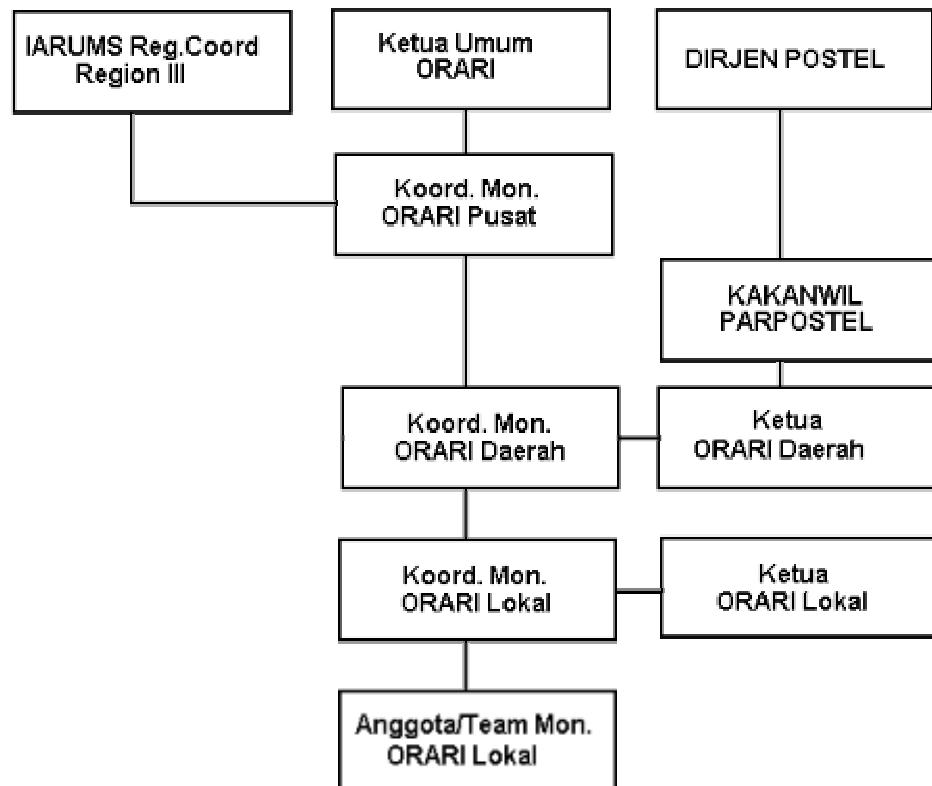 IARUMS Reg.Coord
Region III
Ketua Umum
ORARI
DIRJEN POSTEL
Koord. Mon.
ORARI Pusat
KAKANWIL
PARPOSTEL
Koord. Mon.
ORARI Daerah
Ketua
ORARI Daerah
Koord. Mon.
ORARI Lokal
Ketua
ORARI Lokal
Anggota/Team Mon.
ORARI Lokal